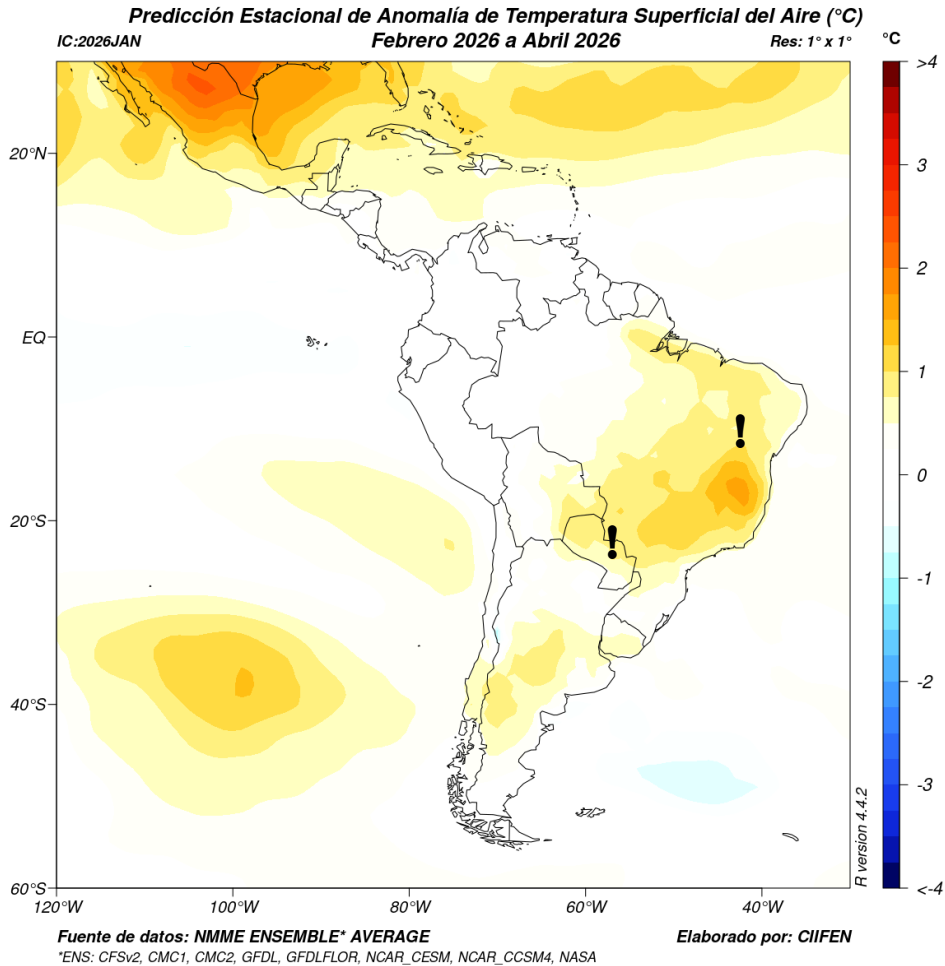 Predicción Estacional de Anomalía de Temperatura Superficial del Aire (°C)
IC:2026JAN
Febrero 2026 a Abril 2026
Res: 1° x 1°
°C
>4
3
2
1
0
-1
-2
-3
<-4
20°N
EQ
20°S
40°S
60°S
120°W
100°W
80°W
60°W
40°W
!
!
R version 4.4.2
Fuente de datos: NMME ENSEMBLE* AVERAGE
Elaborado por: CIIFEN
*ENS: CFSv2, CMC1, CMC2, GFDL, GFDLFLOR, NCAR_CESM, NCAR_CCSM4, NASA